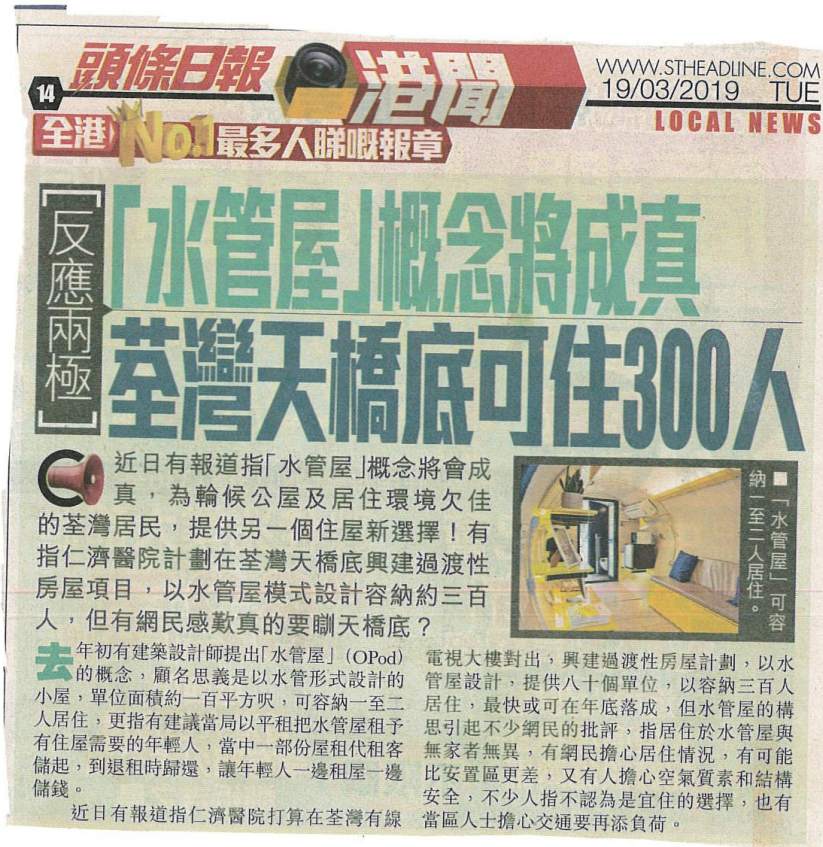 14
頭條日報
港聞
WWW.STHEADLINE.COM
19/03/2019 TUE
LOCAL NEWS
全港No.1最多人睇嘅報章
[反應兩極]
「水管屋」概念將成真
荃灣天橋底可住300人
近日有報道指「水管屋」概念將會成
真，為輪候公屋及居住環境欠佳
的荃灣居民，提供另一個住屋新選擇！有
指仁濟醫院計劃在荃灣天橋底興建過渡性
房屋項目，以水管屋模式設計容納約三百
人，但有網民感歎真的要瞓天橋底？
■「水管屋」可容
納一至二人居住。
去年初有建築設計師提出「水管屋」(OPod)
的概念，顧名思義是以水管形式設計的
小屋，單位面積約一百平方呎，可容納一至二
人居住，更指有建議當局以平租把水管屋租予
有住屋需要的年輕人，當中一部份屋租代租客
儲起，到退租時歸還，讓年輕人一邊租屋一邊
儲錢。
近日有報道指仁濟醫院打算在荃灣有線
電視大樓對出，興建過渡性房屋計劃，以水
管屋設計，提供八十個單位，以容納三百人
居住，最快或可在年底落成，但水管屋的構
思引起不少網民的批評，指居住於水管屋與
無家者無異，有網民擔心居住情況，有可能
比安置區更差，又有人擔心空氣質素和結構
安全，不少人指不認為是宜住的選擇，也有
當區人士擔心交通要再添負荷。